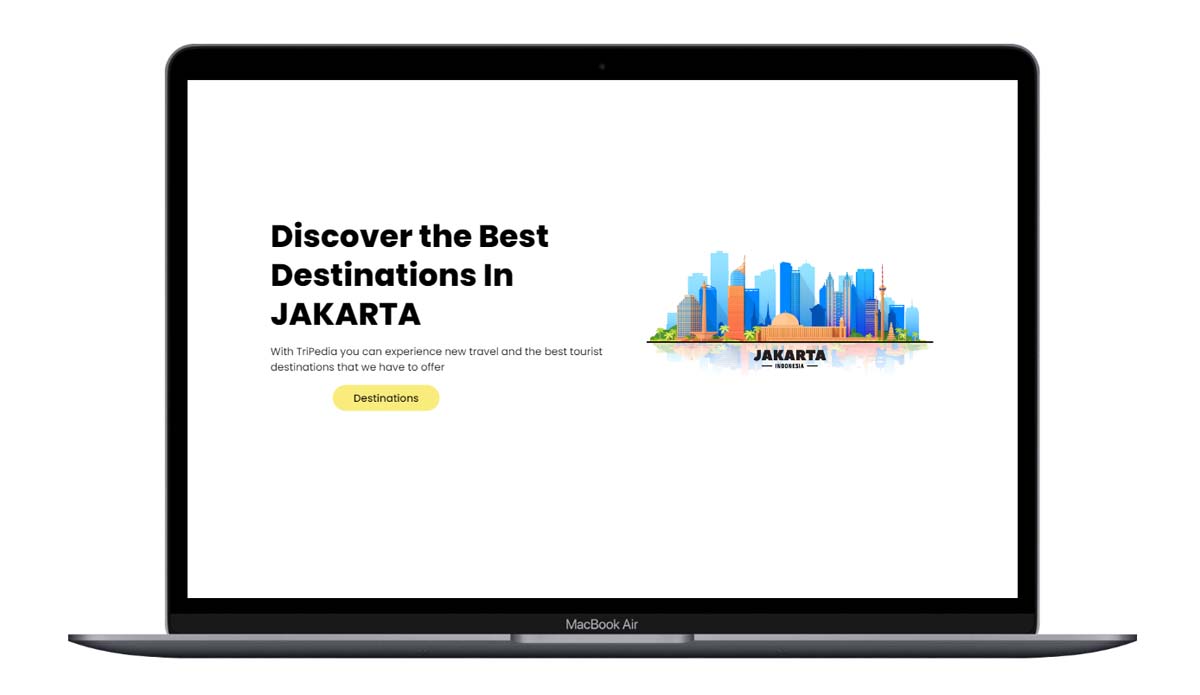 Discover the Best
Destinations In
JAKARTA
With TriPedia you can experience new travel and the best tourist
destinations that we have to offer
Destinations
JAKARTA
INDONESIA
MacBook Air